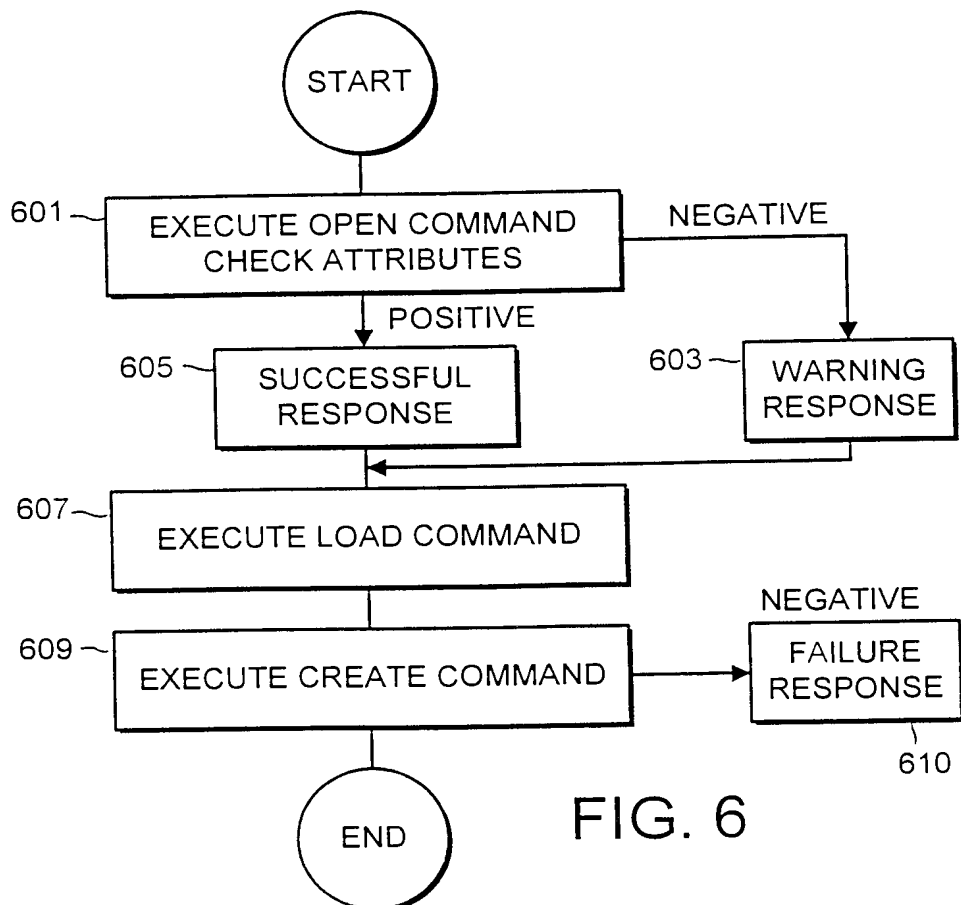 START
601
EXECUTE OPEN COMMAND
CHECK ATTRIBUTES
NEGATIVE
POSITIVE
605
SUCCESSFUL
RESPONSE
603
WARNING
RESPONSE
607
EXECUTE LOAD COMMAND
609
EXECUTE CREATE COMMAND
NEGATIVE
FAILURE
RESPONSE
610
END
FIG. 6